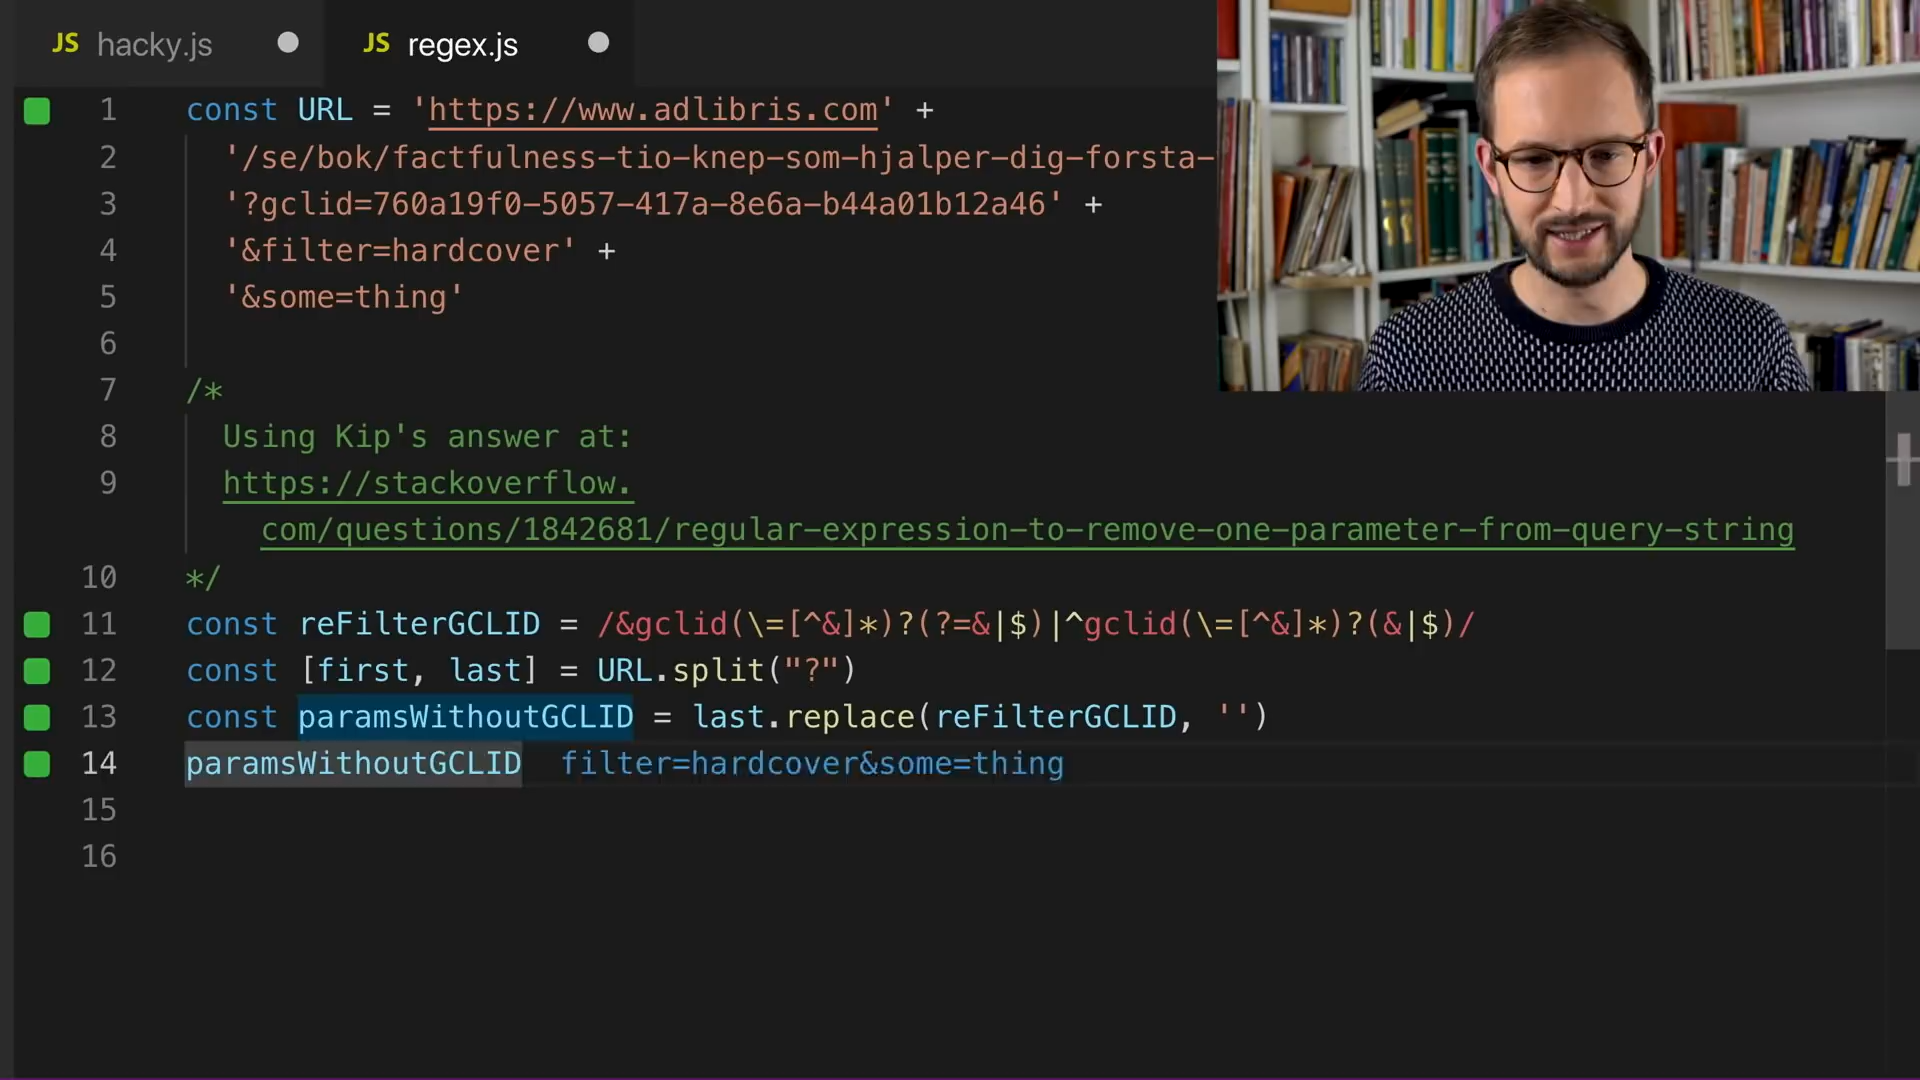 JS hacky.js JS regex.js
1 const URL = 'https://www.adlibris.com' +
2 '/se/bok/factfulness-tio-knep-som-hjalper-dig-forsta-
3 '?gclid=760a19f0-5057-417a-8e6a-b44a01b12a46' +
4 '&filter=hardcover' +
5 '&some=thing'
6
7 /*
8 Using Kip's answer at:
9 https://stackoverflow.
com/questions/1842681/regular-expression-to-remove-one-parameter-from-query-string
10 */
11 const reFilterGCLID = /&gclid(\=[^&]*)?(?=&|$)|^gclid(\=[^&]*)?(&|$)/
12 const [first, last] = URL.split("?")
13 const paramsWithoutGCLID = last.replace(reFilterGCLID, '')
14 paramsWithoutGCLID filter=hardcover&some=thing
15
16